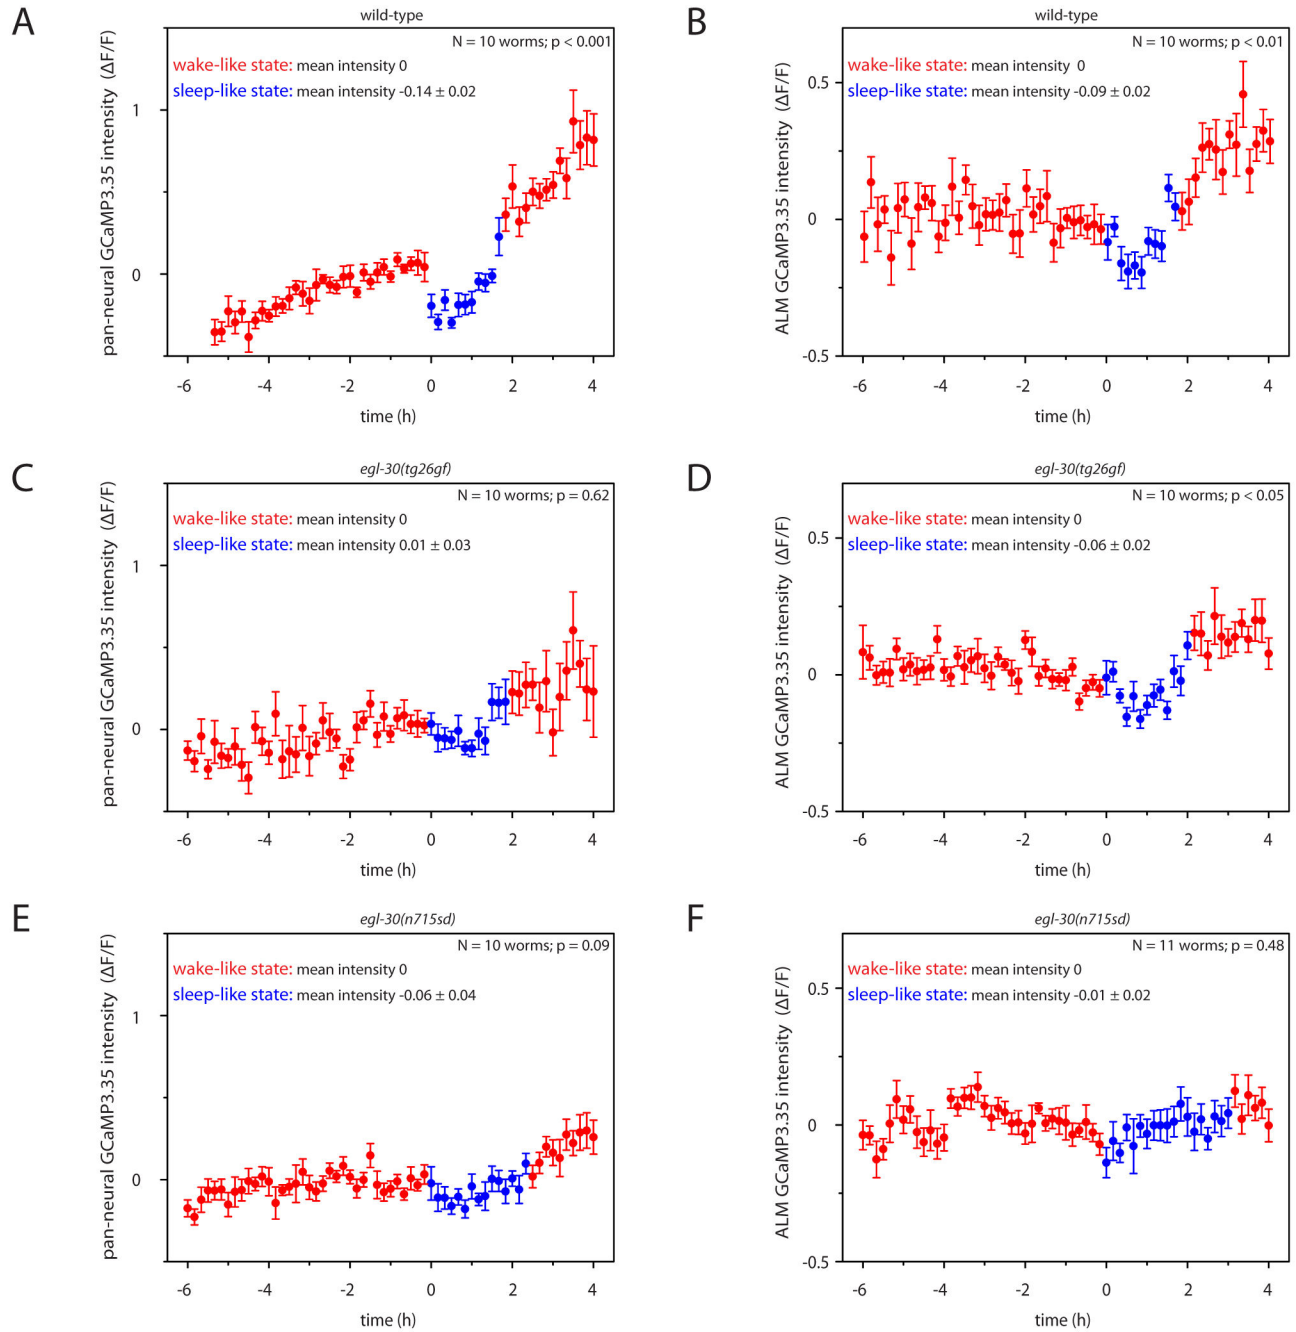 A
wild-type
N = 10 worms; p < 0.001
wake-like state: mean intensity 0
sleep-like state: mean intensity -0.14 ± 0.02
pan-neural GCaMP3.35 intensity (ΔF/F)
1
0
-6 -4 -2 0 2 4
time (h)
B
wild-type
N = 10 worms; p < 0.01
wake-like state: mean intensity 0
sleep-like state: mean intensity -0.09 ± 0.02
ALM GCaMP3.35 intensity (ΔF/F)
0.5
0
-0.5
-6 -4 -2 0 2 4
time (h)
C
egl-30(tg26gf)
N = 10 worms; p = 0.62
wake-like state: mean intensity 0
sleep-like state: mean intensity 0.01 ± 0.03
pan-neural GCaMP3.35 intensity (ΔF/F)
1
0
-6 -4 -2 0 2 4
time (h)
D
egl-30(tg26gf)
N = 10 worms; p < 0.05
wake-like state: mean intensity 0
sleep-like state: mean intensity -0.06 ± 0.02
ALM GCaMP3.35 intensity (ΔF/F)
0.5
0
-0.5
-6 -4 -2 0 2 4
time (h)
E
egl-30(n715sd)
N = 10 worms; p = 0.09
wake-like state: mean intensity 0
sleep-like state: mean intensity -0.06 ± 0.04
pan-neural GCaMP3.35 intensity (ΔF/F)
1
0
-6 -4 -2 0 2 4
time (h)
F
egl-30(n715sd)
N = 11 worms; p = 0.48
wake-like state: mean intensity 0
sleep-like state: mean intensity -0.01 ± 0.02
ALM GCaMP3.35 intensity (ΔF/F)
0.5
0
-0.5
-6 -4 -2 0 2 4
time (h)